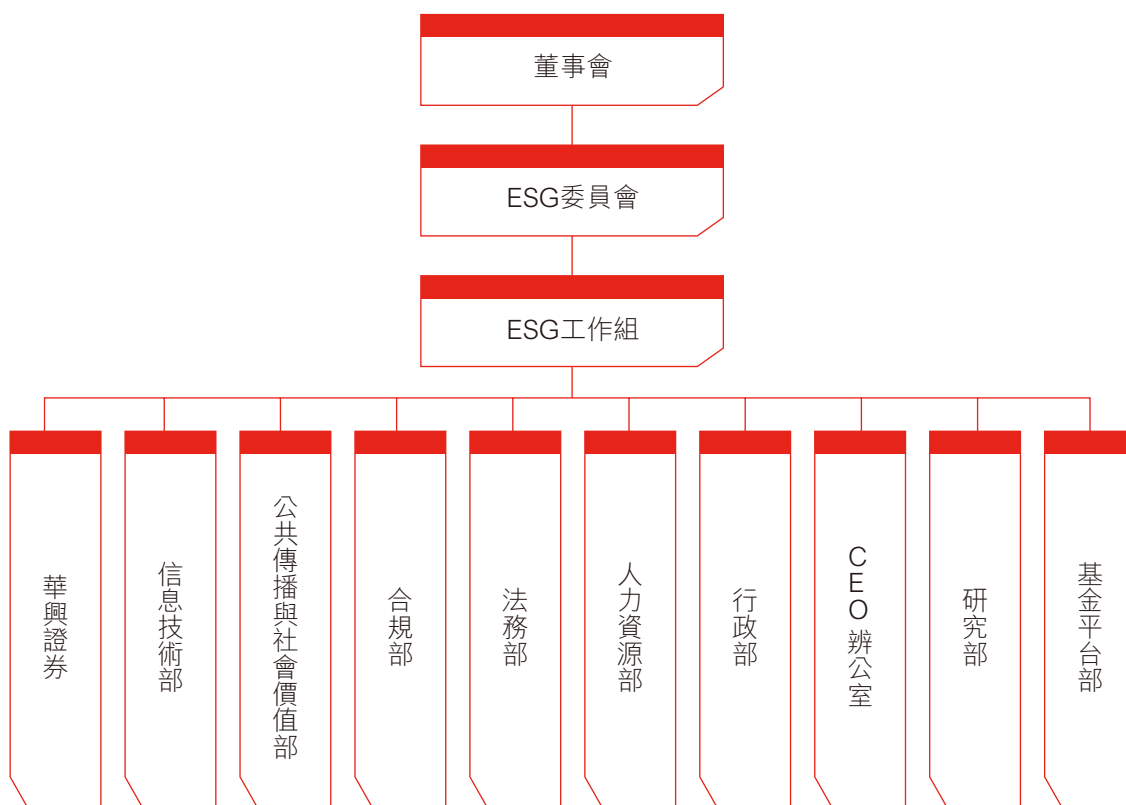 董事會
ESG委員會
ESG工作組
華興證券
信息技術部
公共傳播與社會價值部
合規部
法務部
人力資源部
行政部
CEO辨公室
研究部
基金平台部